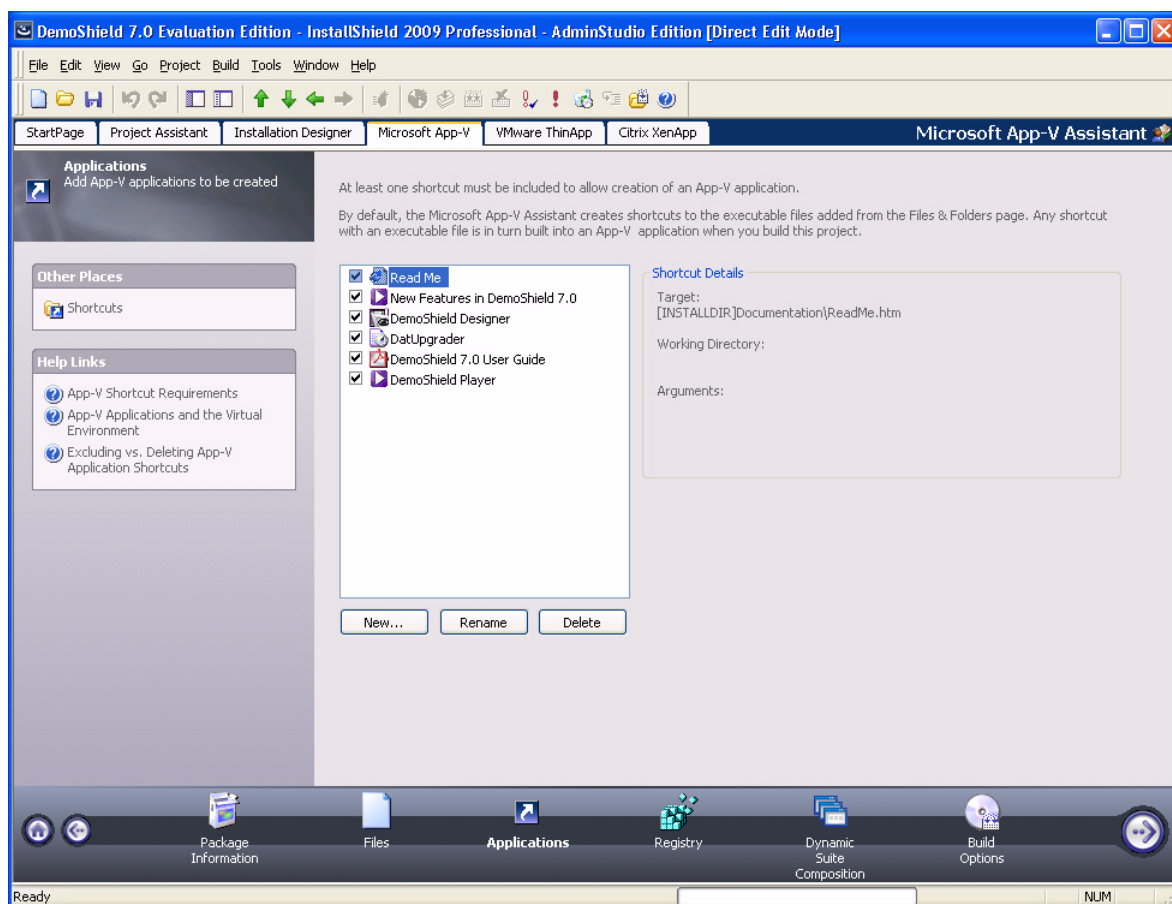 DemoShield 7.0 Evaluation Edition - InstallShield 2009 Professional - AdminStudio Edition [Direct Edit Mode]
File Edit View Go Project Build Tools Window Help
StartPage Project Assistant Installation Designer Microsoft App-V VMware ThinApp Citrix XenApp Microsoft App-V Assistant
Applications
Add App-V applications to be created
At least one shortcut must be included to allow creation of an App-V application.
By default, the Microsoft App-V Assistant creates shortcuts to the executable files added from the Files & Folders page. Any shortcut
with an executable file is in turn built into an App-V application when you build this project.
Other Places
Shortcuts
Help Links
App-V Shortcut Requirements
App-V Applications and the Virtual
Environment
Excluding vs. Deleting App-V
Application Shortcuts
Read Me
New Features in DemoShield 7.0
DemoShield Designer
DatUpgrader
DemoShield 7.0 User Guide
DemoShield Player
Shortcut Details
Target:
[INSTALLDIR]Documentation\ReadMe.htm
Working Directory:
Arguments:
New... Rename Delete
Package
Information
Files
Applications
Registry
Dynamic
Suite
Composition
Build
Options
Ready NUM